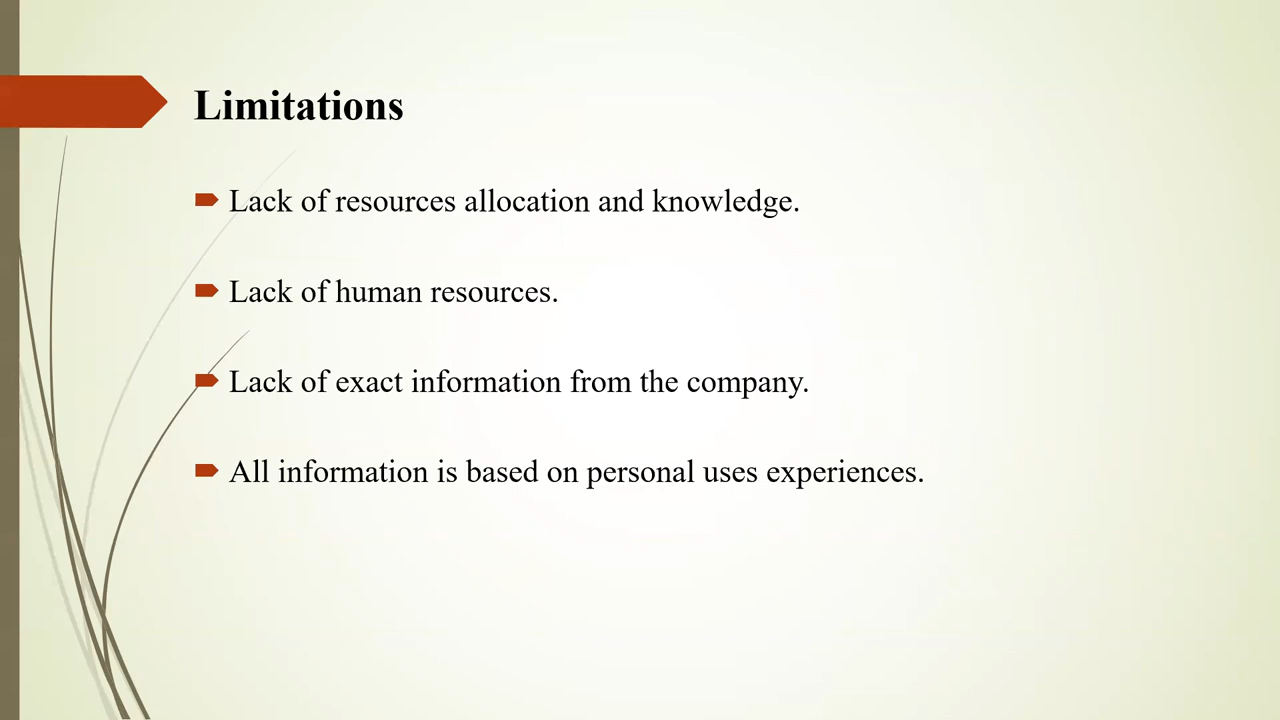 Limitations
Lack of resources allocation and knowledge.
Lack of human resources.
Lack of exact information from the company.
All information is based on personal uses experiences.